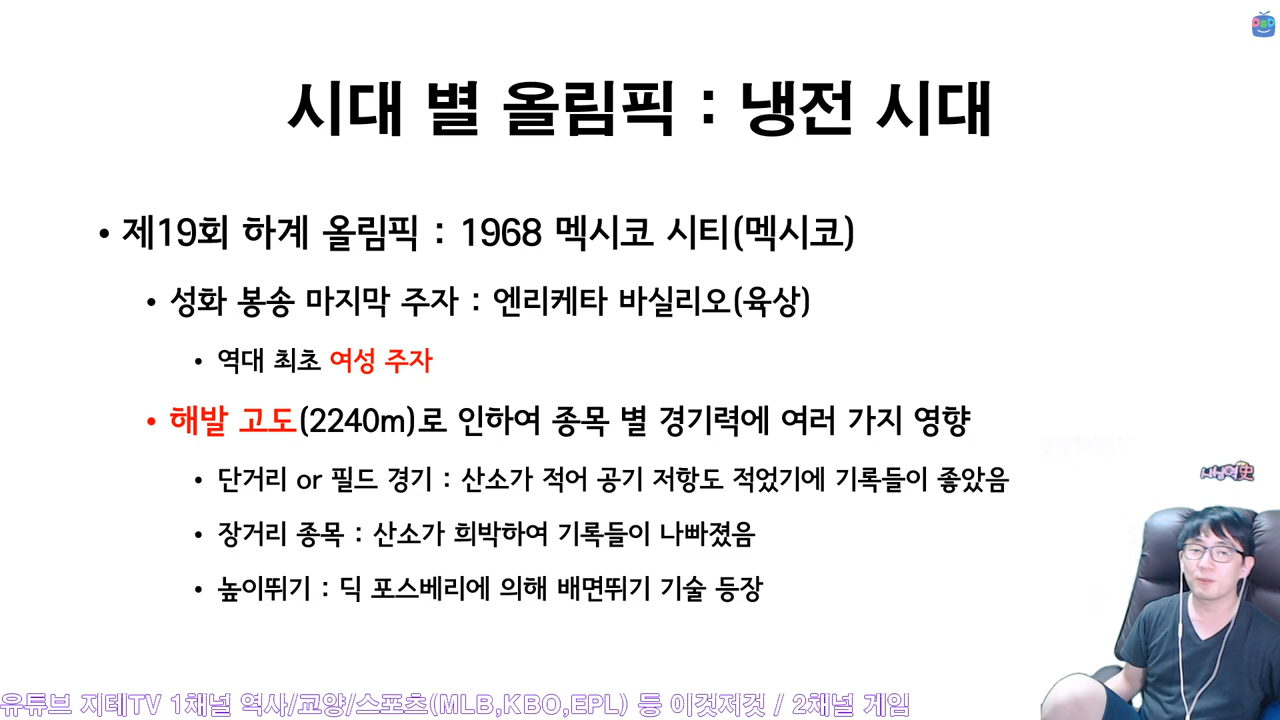 시대 별 올림픽 : 냉전 시대
• 제19회 하계 올림픽 : 1968 멕시코 시티(멕시코)
• 성화 봉송 마지막 주자 : 엔리케타 바실리오(육상)
• 역대 최초 여성 주자
• 해발 고도(2240m)로 인하여 종목 별 경기력에 여러 가지 영향
• 단거리 or 필드 경기 : 산소가 적어 공기 저항도 적었기에 기록들이 좋았음
• 장거리 종목 : 산소가 희박하여 기록들이 나빠졌음
• 높이뛰기 : 딕 포스베리에 의해 배면뛰기 기술 등장
유튜브 지테TV 1채널 역사/교양/스포츠(MLB,KBO,EPL) 등 이것저것 / 2채널 게임